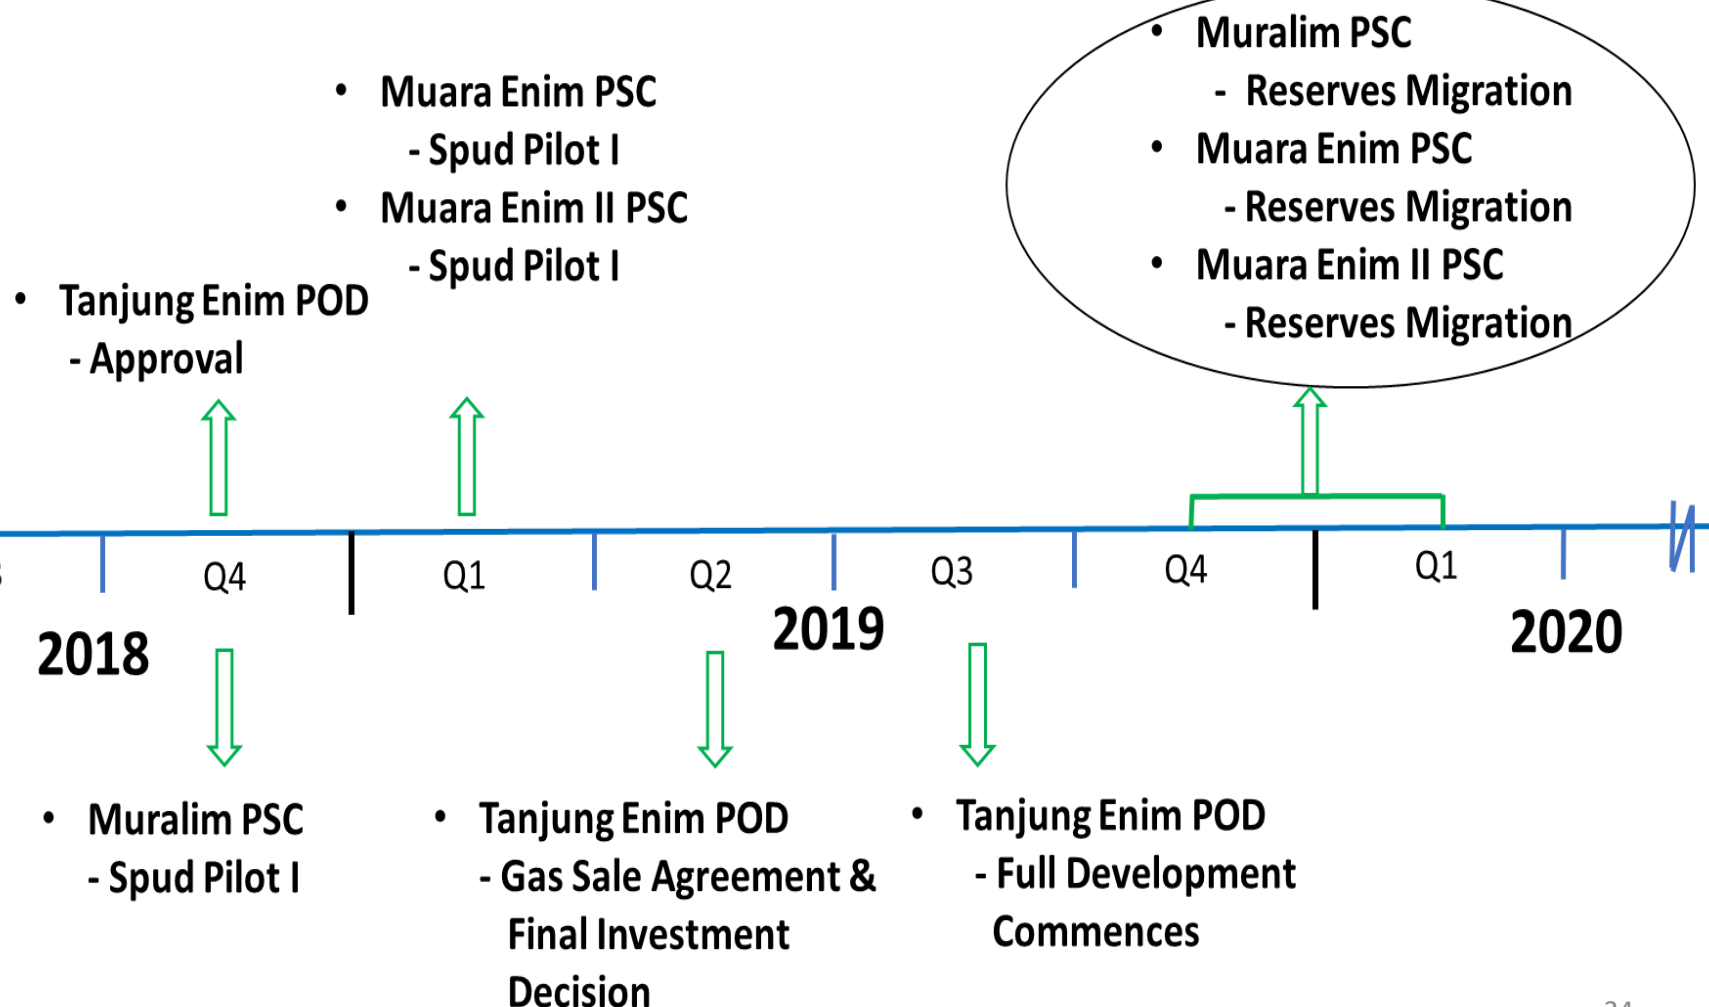 • Muralim PSC
- Reserves Migration
• Muara Enim PSC
- Reserves Migration
• Muara Enim II PSC
- Reserves Migration
• Muara Enim PSC
- Spud Pilot I
• Muara Enim II PSC
- Spud Pilot I
• Tanjung Enim POD
- Approval
Q4 Q1 Q2 Q3 Q4 Q1
2018 2019 2020
• Muralim PSC
- Spud Pilot I
• Tanjung Enim POD
- Gas Sale Agreement &
Final Investment
Decision
• Tanjung Enim POD
- Full Development
Commences